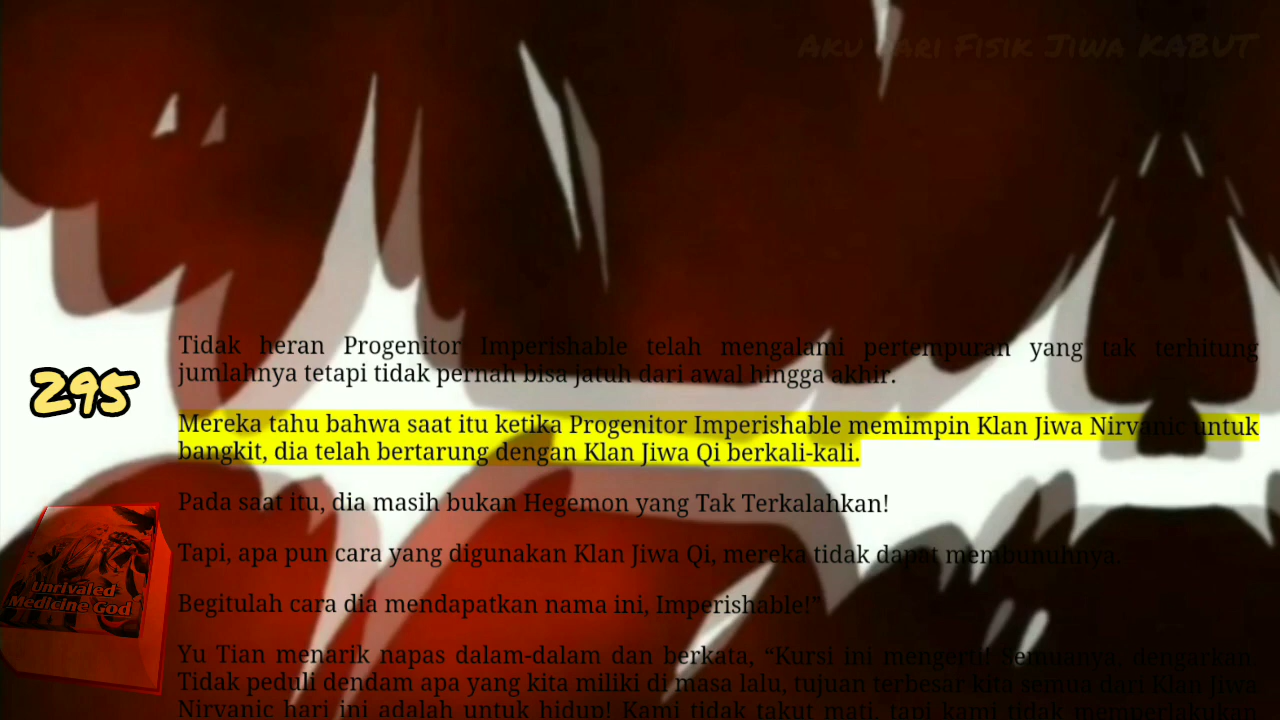 Aku Dari Fisik Jiwa KABUT
Tidak heran Progenitor Imperishable telah mengalami pertempuran yang tak terhitung
jumlahnya tetapi tidak pernah bisa jatuh dari awal hingga akhir.
295
Mereka tahu bahwa saat itu ketika Progenitor Imperishable memimpin Klan Jiwa Nirvanic untuk
bangkit, dia telah bertarung dengan Klan Jiwa Qi berkali-kali.
Pada saat itu, dia masih bukan Hegemon yang Tak Terkalahkan!
Tapi, apa pun cara yang digunakan Klan Jiwa Qi, mereka tidak dapat membunuhnya.
Unrivaled
Medicine God
Begitulah cara dia mendapatkan nama ini, Imperishable!”
Yu Tian menarik napas dalam-dalam dan berkata, “Kursi ini mengerti! Semuanya, dengarkan.
Tidak peduli dendam apa yang kita miliki di masa lalu, tujuan terbesar kita semua dari Klan Jiwa
Nirvanic hari ini adalah untuk hidup! Kami tidak takut mati, tapi kami tidak memperlakukan